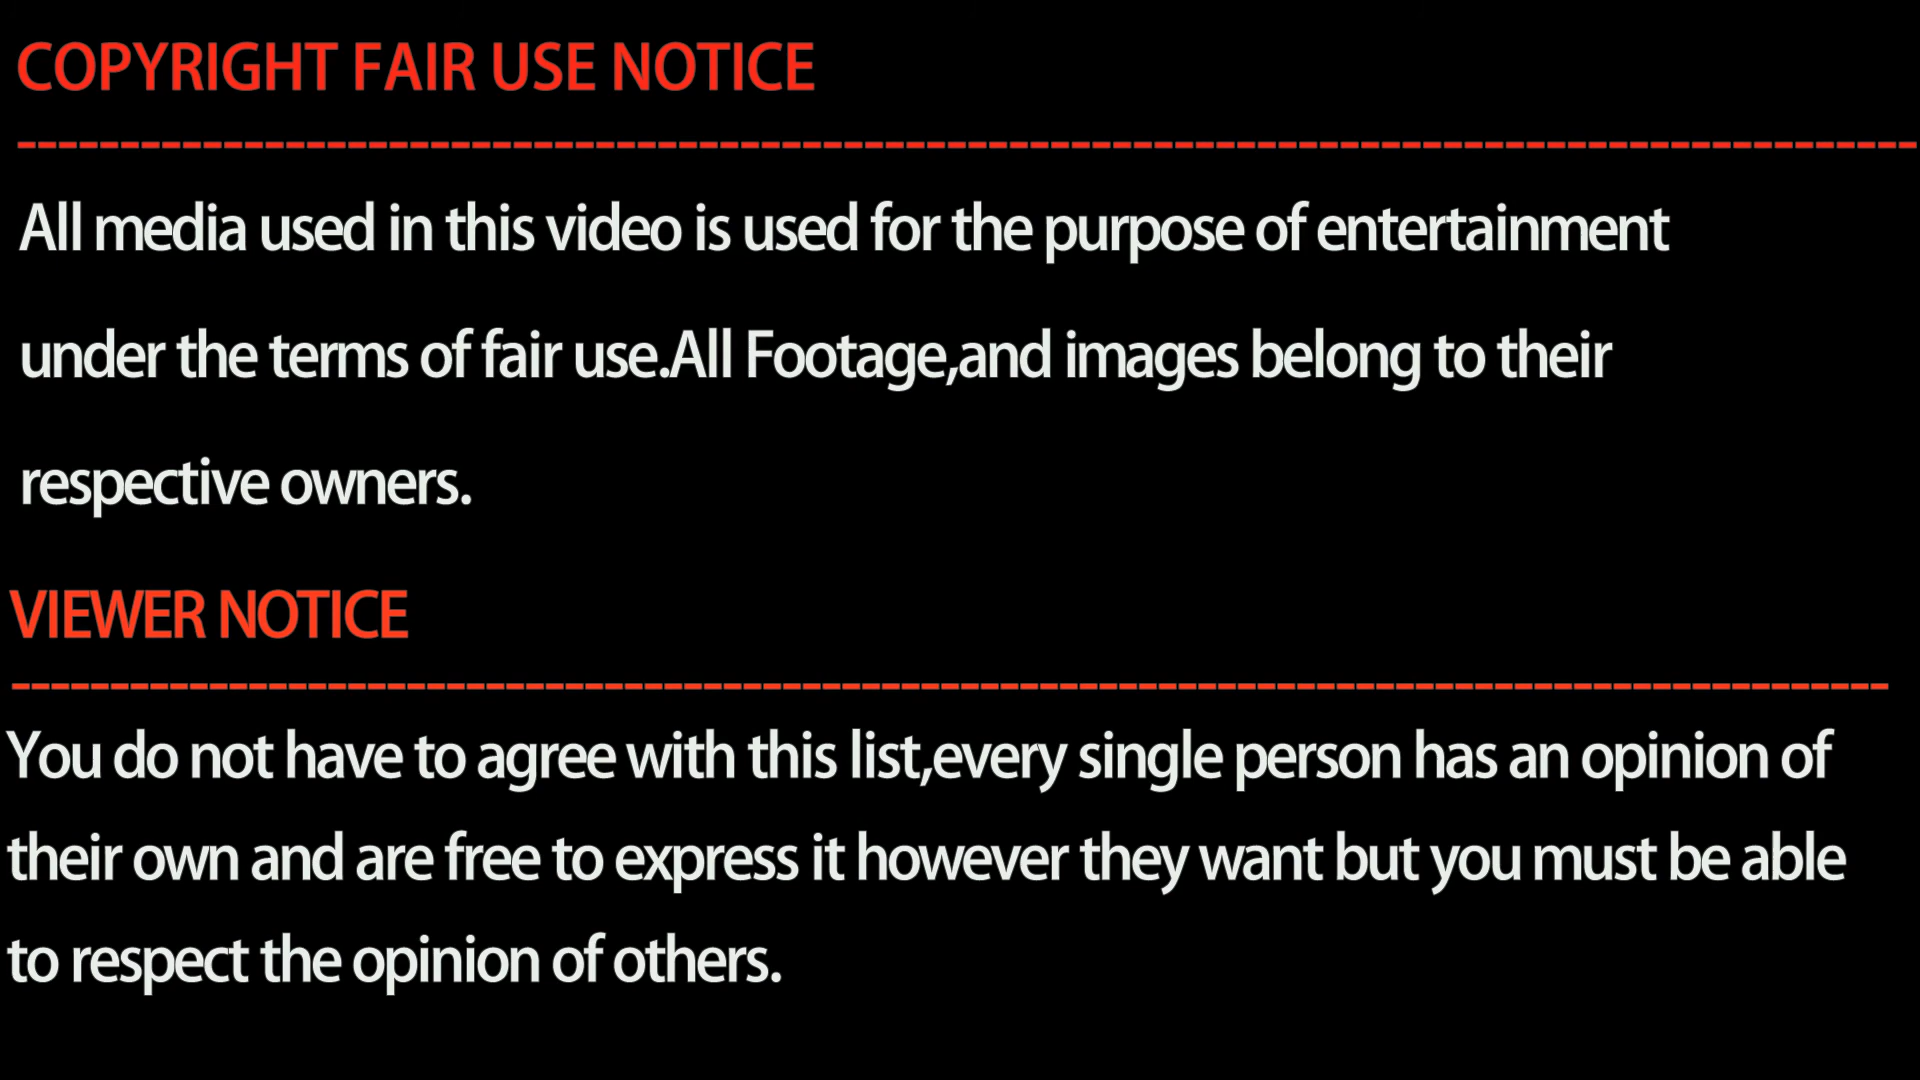 COPYRIGHT FAIR USE NOTICE
--------------------------------------------------------------------------------------------
All media used in this video is used for the purpose of entertainment
under the terms of fair use.All Footage,and images belong to their
respective owners.
VIEWER NOTICE
-----------------------------------------------------------------------------------------------
You do not have to agree with this list,every single person has an opinion of
their own and are free to express it however they want but you must be able
to respect the opinion of others.